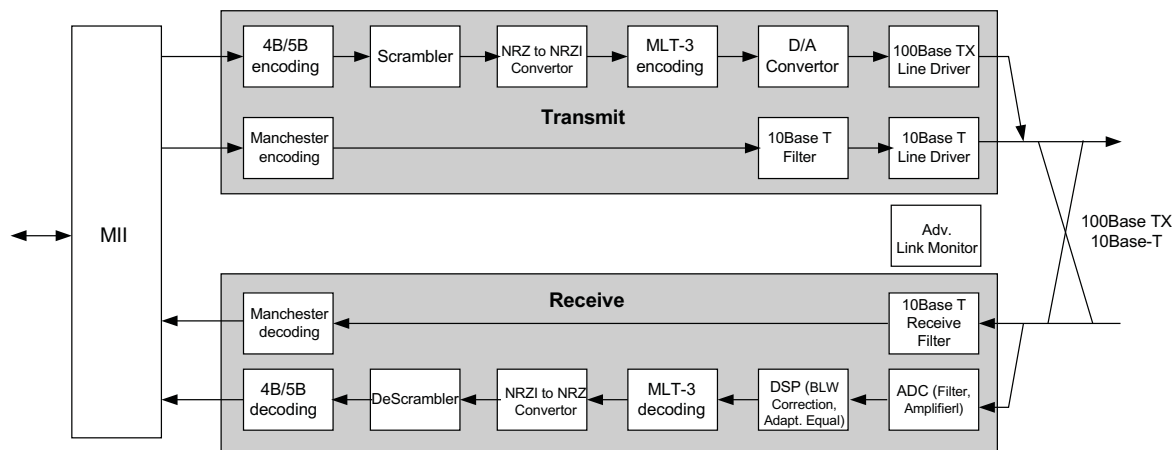 4B/5B
encoding
Scrambler
NRZ to NRZI
Convertor
MLT-3
encoding
D/A
Convertor
100Base TX
Line Driver
Transmit
Manchester
encoding
10Base T
Filter
10Base T
Line Driver
MII
Adv.
Link Monitor
100Base TX
10Base-T
Receive
Manchester
decoding
10Base T
Receive
Filter
4B/5B
decoding
DeScrambler
NRZI to NRZ
Convertor
MLT-3
decoding
DSP (BLW
Correction,
Adapt. Equal)
ADC (Filter,
Amplifierl)